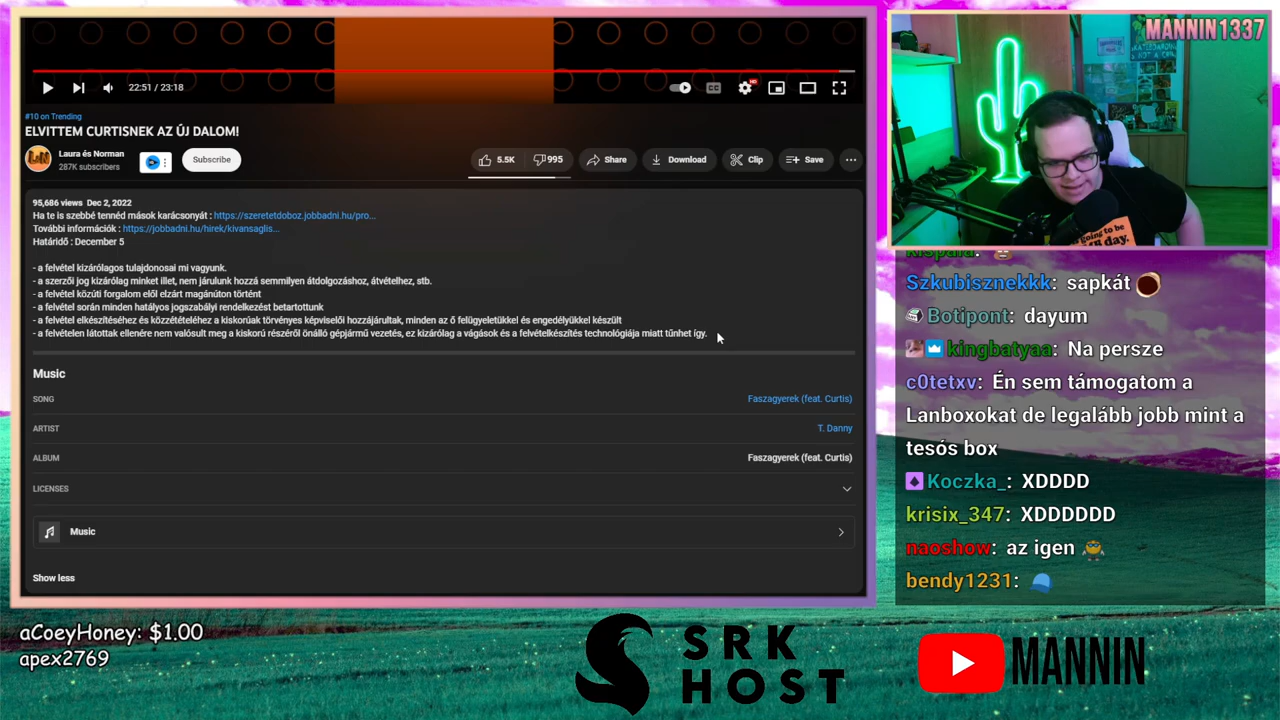 22:51 / 23:18
CC
HD
#10 on Trending
ELVITTEM CURTISNEK AZ ÚJ DALOM!
Laura és Norman
287K subscribers
Subscribe
5.5K
995
Share
Download
Clip
Save
95,686 views Dec 2, 2022
Ha te is szebbé tennéd mások karácsonyát : https://szeretetdoboz.jobbadni.hu/pro...
További információk : https://jobbadni.hu/hirek/kivansaglis...
Határidő : December 5
- a felvétel kizárólagos tulajdonosai mi vagyunk.
- a szerzői jog kizárólag minket illet, nem járulunk hozzá semmilyen átdolgozáshoz, átvételhez, stb.
- a felvétel közúti forgalom elől elzárt magánúton történt
- a felvétel során minden hatályos jogszabályi rendelkezést betartottunk
- a felvétel elkészítéséhez és közzétételéhez a kiskorúak törvényes képviselői hozzájárultak, minden az ő felügyeletükkel és engedélyükkel készült
- a felvételen látottak ellenére nem valósult meg a kiskorú részéről önálló gépjármű vezetés, ez kizárólag a vágások és a felvételkészítés technológiája miatt tűnhet így.
Music
SONG
Faszagyerek (feat. Curtis)
ARTIST
T. Danny
ALBUM
Faszagyerek (feat. Curtis)
LICENSES
Music
Show less
MANNIN1337
Szkubisznekkk: sapkát
Botipont: dayum
kingbatyaa: Na persze
c0tetxv: Én sem támogatom a
Lanboxokat de legalább jobb mint a
tesós box
Koczka_: XDDDD
krisix_347: XDDDDDD
naoshow: az igen
bendy1231:
aCoeyHoney: $1.00
apex2769
SRK
HOST
MANNIN